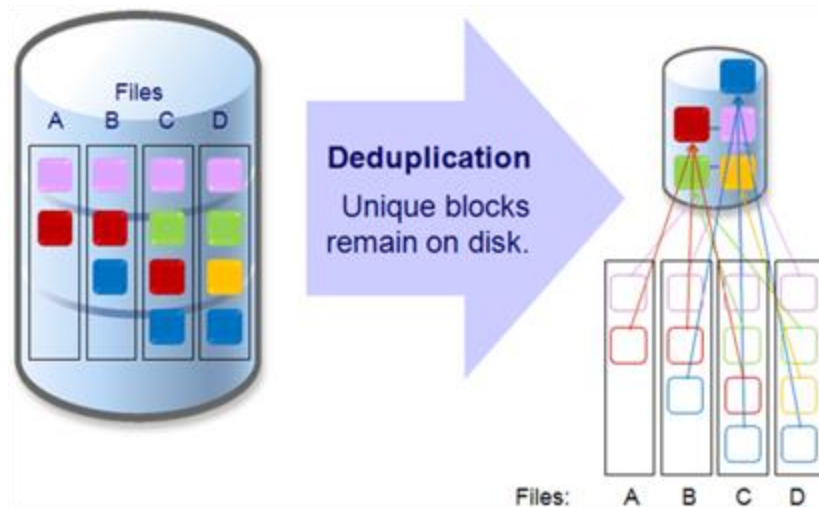 Files
A B C D
Deduplication
Unique blocks
remain on disk.
Files: A B C D